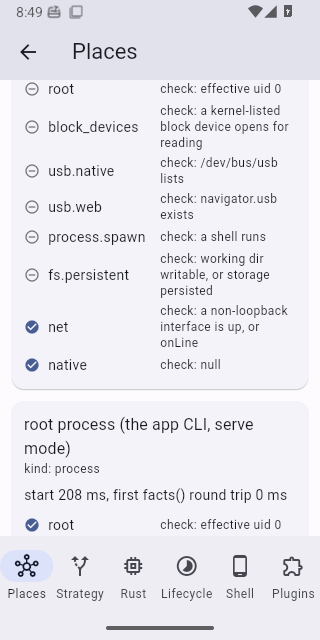 8:49
Places
root
check: effective uid 0
block_devices
check: a kernel-listed
block device opens for
reading
usb.native
check: /dev/bus/usb
lists
usb.web
check: navigator.usb
exists
process.spawn
check: a shell runs
fs.persistent
check: working dir
writable, or storage
persisted
net
check: a non-loopback
interface is up, or
onLine
native
check: null
root process (the app CLI, serve
mode)
kind: process
start 208 ms, first facts() round trip 0 ms
root
check: effective uid 0
Places
Strategy
Rust
Lifecycle
Shell
Plugins